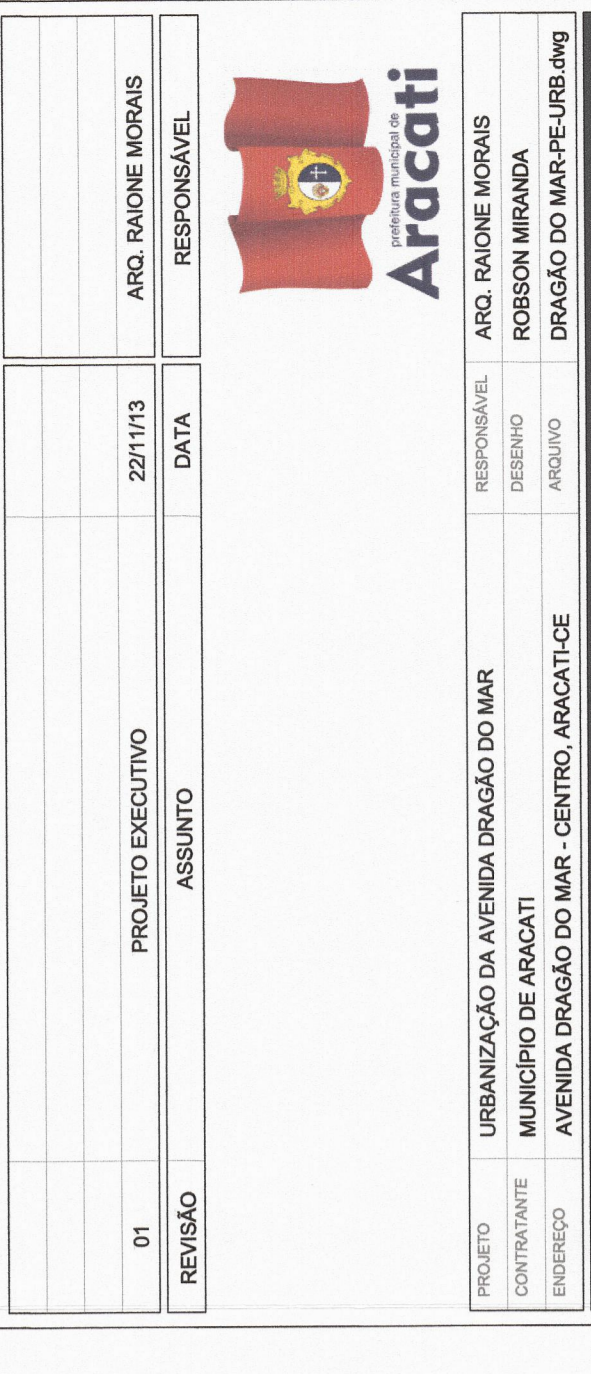 01 PROJETO EXECUTIVO 22/11/13 ARQ. RAIONE MORAIS
REVISÃO ASSUNTO DATA RESPONSÁVEL
prefeitura municipal de
Aracati
PROJETO URBANIZAÇÃO DA AVENIDA DRAGÃO DO MAR RESPONSÁVEL ARQ. RAIONE MORAIS
CONTRATANTE MUNICÍPIO DE ARACATI DESENHO ROBSON MIRANDA
ENDEREÇO AVENIDA DRAGÃO DO MAR - CENTRO, ARACATI-CE ARQUIVO DRAGÃO DO MAR-PE-URB.dwg